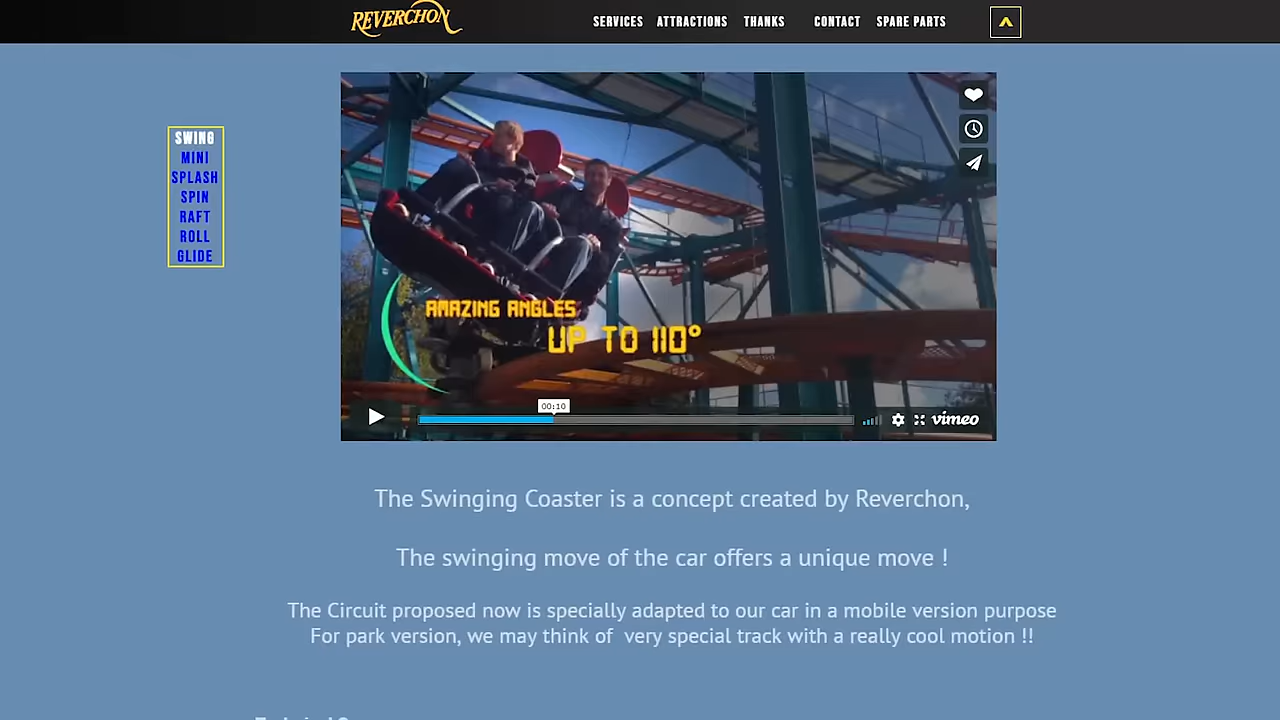 REVERCHON
SERVICES ATTRACTIONS THANKS CONTACT SPARE PARTS
SWING
MINI
SPLASH
SPIN
RAFT
ROLL
GLIDE
AMAZING ANGLES
UP TO 110°
00:10
vimeo
The Swinging Coaster is a concept created by Reverchon,
The swinging move of the car offers a unique move !
The Circuit proposed now is specially adapted to our car in a mobile version purpose
For park version, we may think of very special track with a really cool motion !!